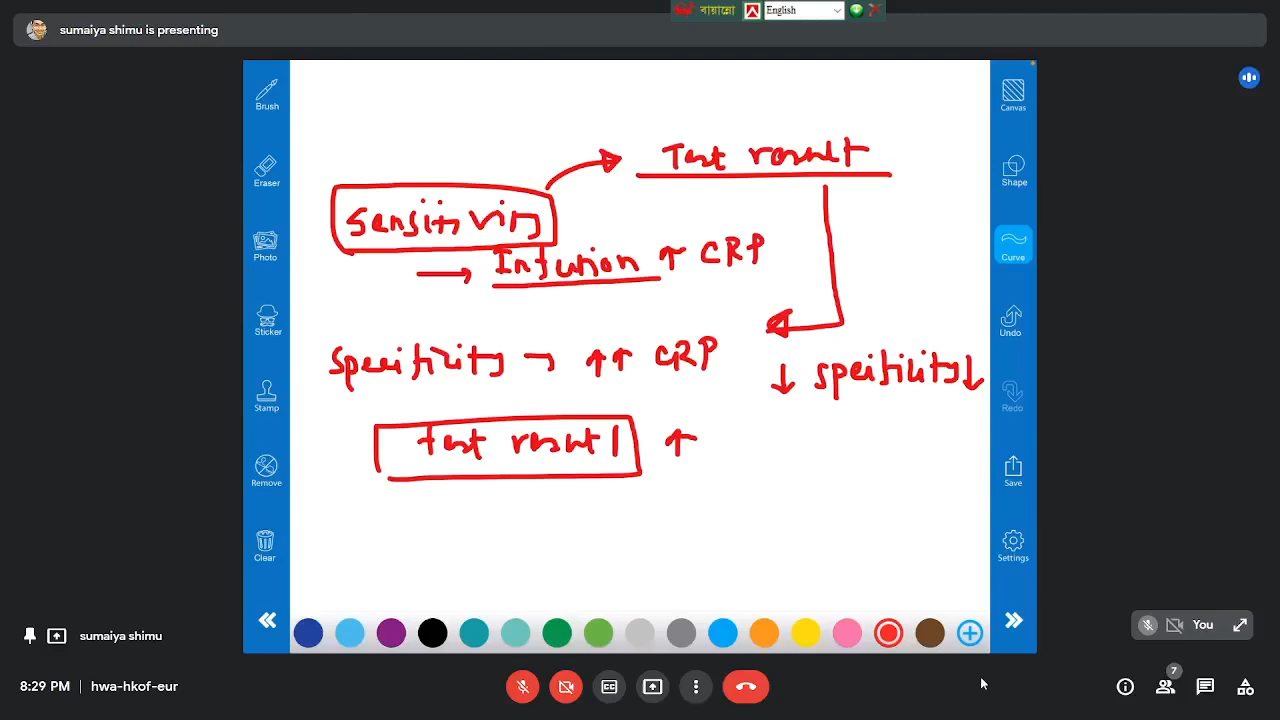 বায়ান্নো English
sumaiya shimu is presenting
Brush
Canvas
Test result
Eraser
Shape
Sensitivity
Infection ↑ CRP
Photo
Curve
Sticker
Undo
Specificity → ↑↑ CRP
↓ Specificity ↓
Stamp
Redo
Test result ↑
Remove
Save
Clear
Settings
sumaiya shimu
You
8:29 PM
hwa-hkof-eur
7